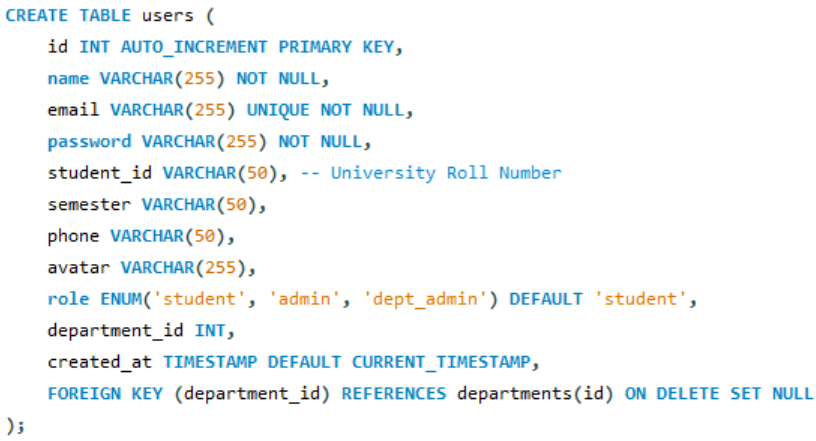 CREATE TABLE users (
    id INT AUTO_INCREMENT PRIMARY KEY,
    name VARCHAR(255) NOT NULL,
    email VARCHAR(255) UNIQUE NOT NULL,
    password VARCHAR(255) NOT NULL,
    student_id VARCHAR(50), -- University Roll Number
    semester VARCHAR(50),
    phone VARCHAR(50),
    avatar VARCHAR(255),
    role ENUM('student', 'admin', 'dept_admin') DEFAULT 'student',
    department_id INT,
    created_at TIMESTAMP DEFAULT CURRENT_TIMESTAMP,
    FOREIGN KEY (department_id) REFERENCES departments(id) ON DELETE SET NULL
);